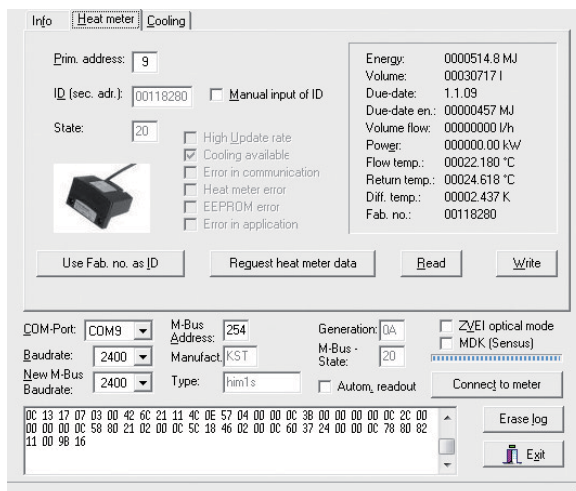 Info Heat meter Cooling
Prim. address: 9
ID (sec. adr.): 00118280 Manual input of ID
State: 20
High Update rate
Cooling available
Error in communication
Heat meter error
EEPROM error
Error in application
Energy: 0000514.8 MJ
Volume: 00030717 l
Due-date: 1.1.09
Due-date en.: 00000457 MJ
Volume flow: 00000000 l/h
Power: 000000.00 kW
Flow temp.: 00022.180 °C
Return temp.: 00024.618 °C
Diff. temp.: 00002.437 K
Fab. no.: 00118280
Use Fab. no. as ID Reguest heat meter data Read Write
COM-Port: COM9 M-Bus Address: 254 Generation: 0A ZVEI optical mode
MDK (Sensus)
Baudrate: 2400 Manufact. KST M-Bus - State: 20
New M-Bus Baudrate: 2400 Type: him1s Autom. readout Connect to meter
0C 13 17 07 03 00 42 6C 21 11 4C 0E 57 04 00 00 0C 3B 00 00 00 00 0C 2C 00
00 00 00 0C 58 80 21 02 00 0C 5C 18 46 02 00 0C 60 37 24 00 00 0C 78 80 82
11 00 9B 16
Erase log
Exit